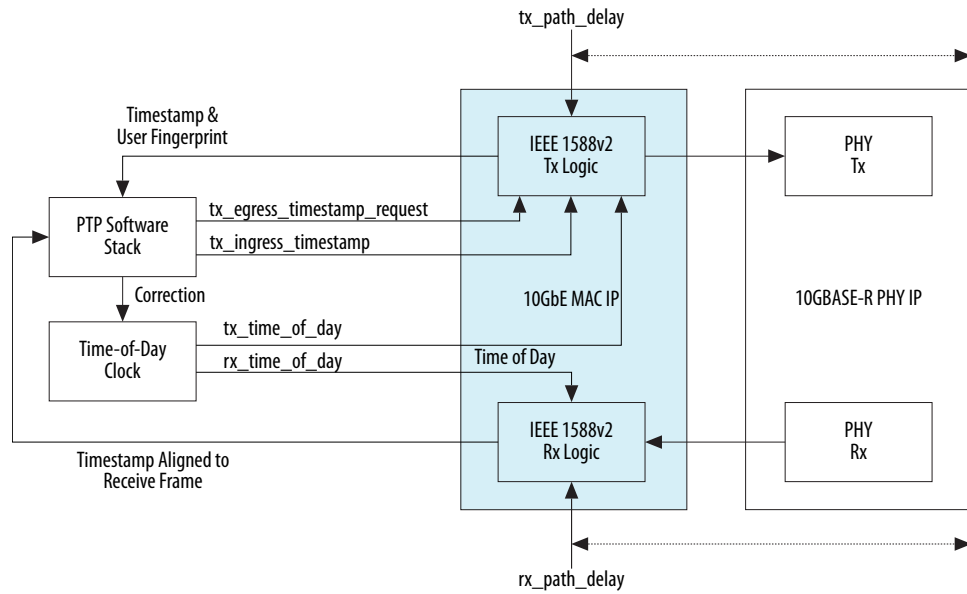 tx_path_delay
Timestamp &
User Fingerprint
IEEE 1588v2
Tx Logic
PHY
Tx
PTP Software
Stack
tx_egress_timestamp_request
tx_ingress_timestamp
Correction
10GbE MAC IP
10GBASE-R PHY IP
Time-of-Day
Clock
tx_time_of_day
rx_time_of_day
Time of Day
IEEE 1588v2
Rx Logic
PHY
Rx
Timestamp Aligned to
Receive Frame
rx_path_delay